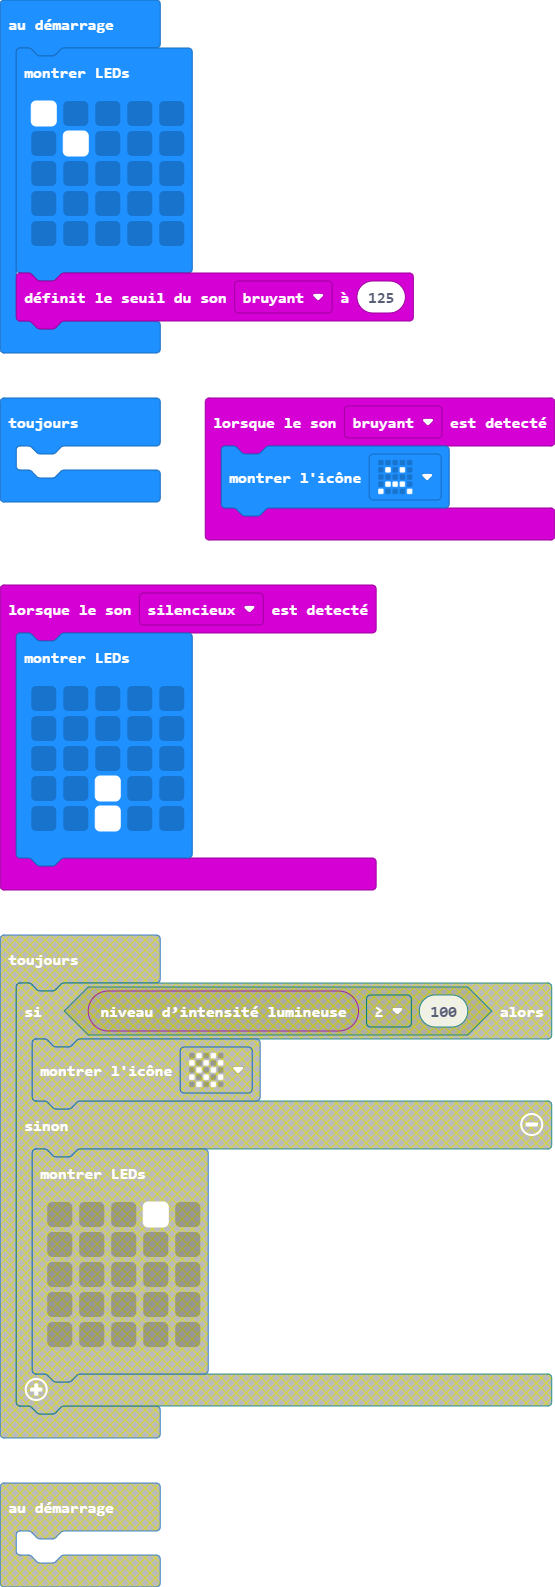 au démarrage
montrer LEDs
définit le seuil du son bruyant à 125
toujours
lorsque le son bruyant est detecté
montrer l'icône
lorsque le son silencieux est detecté
montrer LEDs
toujours
si niveau d’intensité lumineuse ≥ 100 alors
montrer l'icône
sinon
montrer LEDs
au démarrage